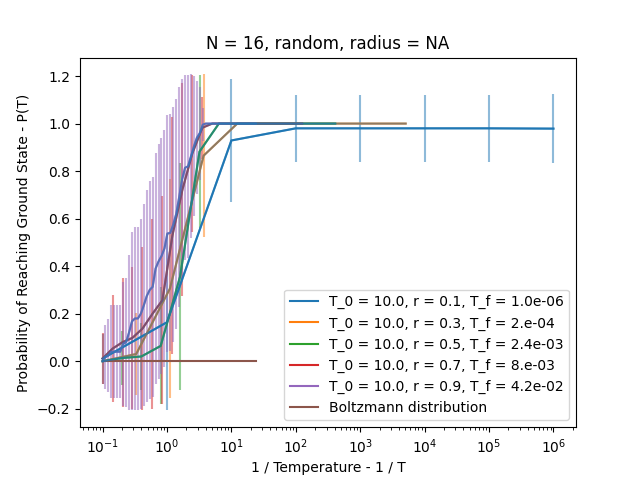 N = 16, random, radius = NA
Probability of Reaching Ground State - P(T)
1.2
1.0
0.8
0.6
0.4
0.2
0.0
−0.2
T_0 = 10.0, r = 0.1, T_f = 1.0e-06
T_0 = 10.0, r = 0.3, T_f = 2.e-04
T_0 = 10.0, r = 0.5, T_f = 2.4e-03
T_0 = 10.0, r = 0.7, T_f = 8.e-03
T_0 = 10.0, r = 0.9, T_f = 4.2e-02
Boltzmann distribution
10⁻¹ 10⁰ 10¹ 10² 10³ 10⁴ 10⁵ 10⁶
1 / Temperature - 1 / T